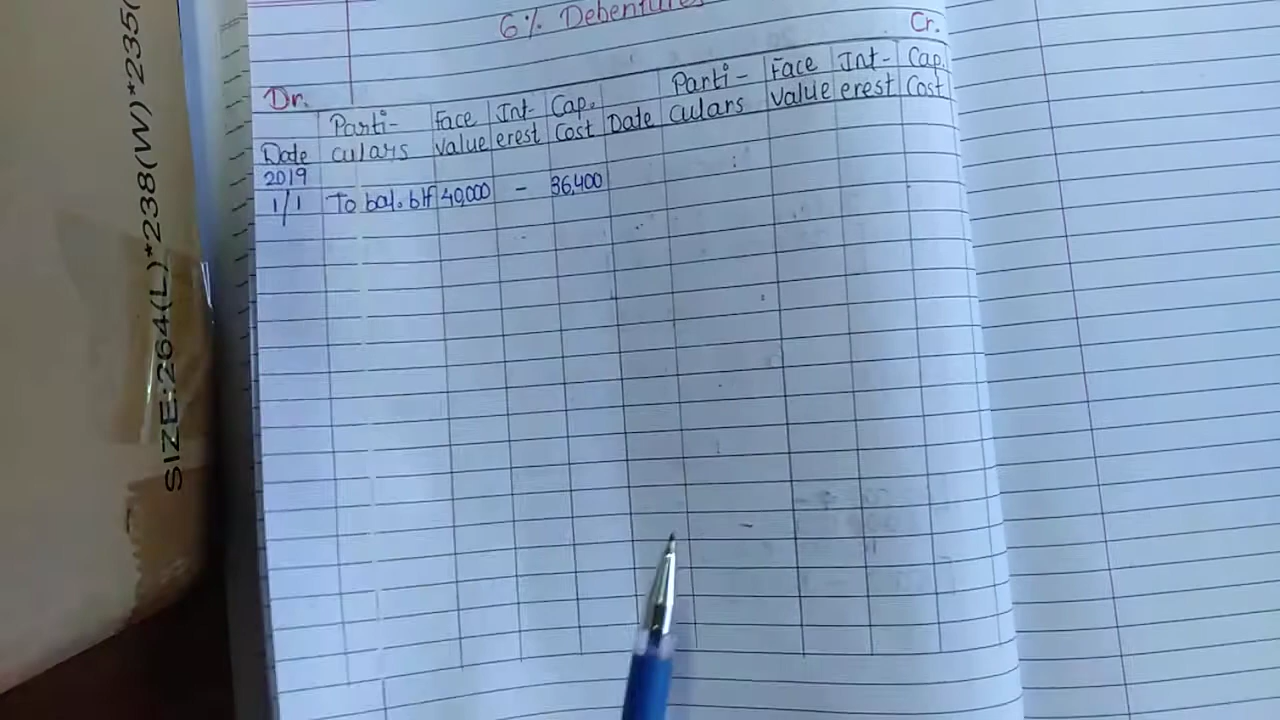 6% Debentures
Dr.
Cr.
Date Parti- culars Face value Int- erest Cap. Cost Date Parti- culars Face value Int- erest Cap. Cost
2019
1/1 To bal. b/f 40,000 - 36,400
SIZE:264(L)*238(W)*235(